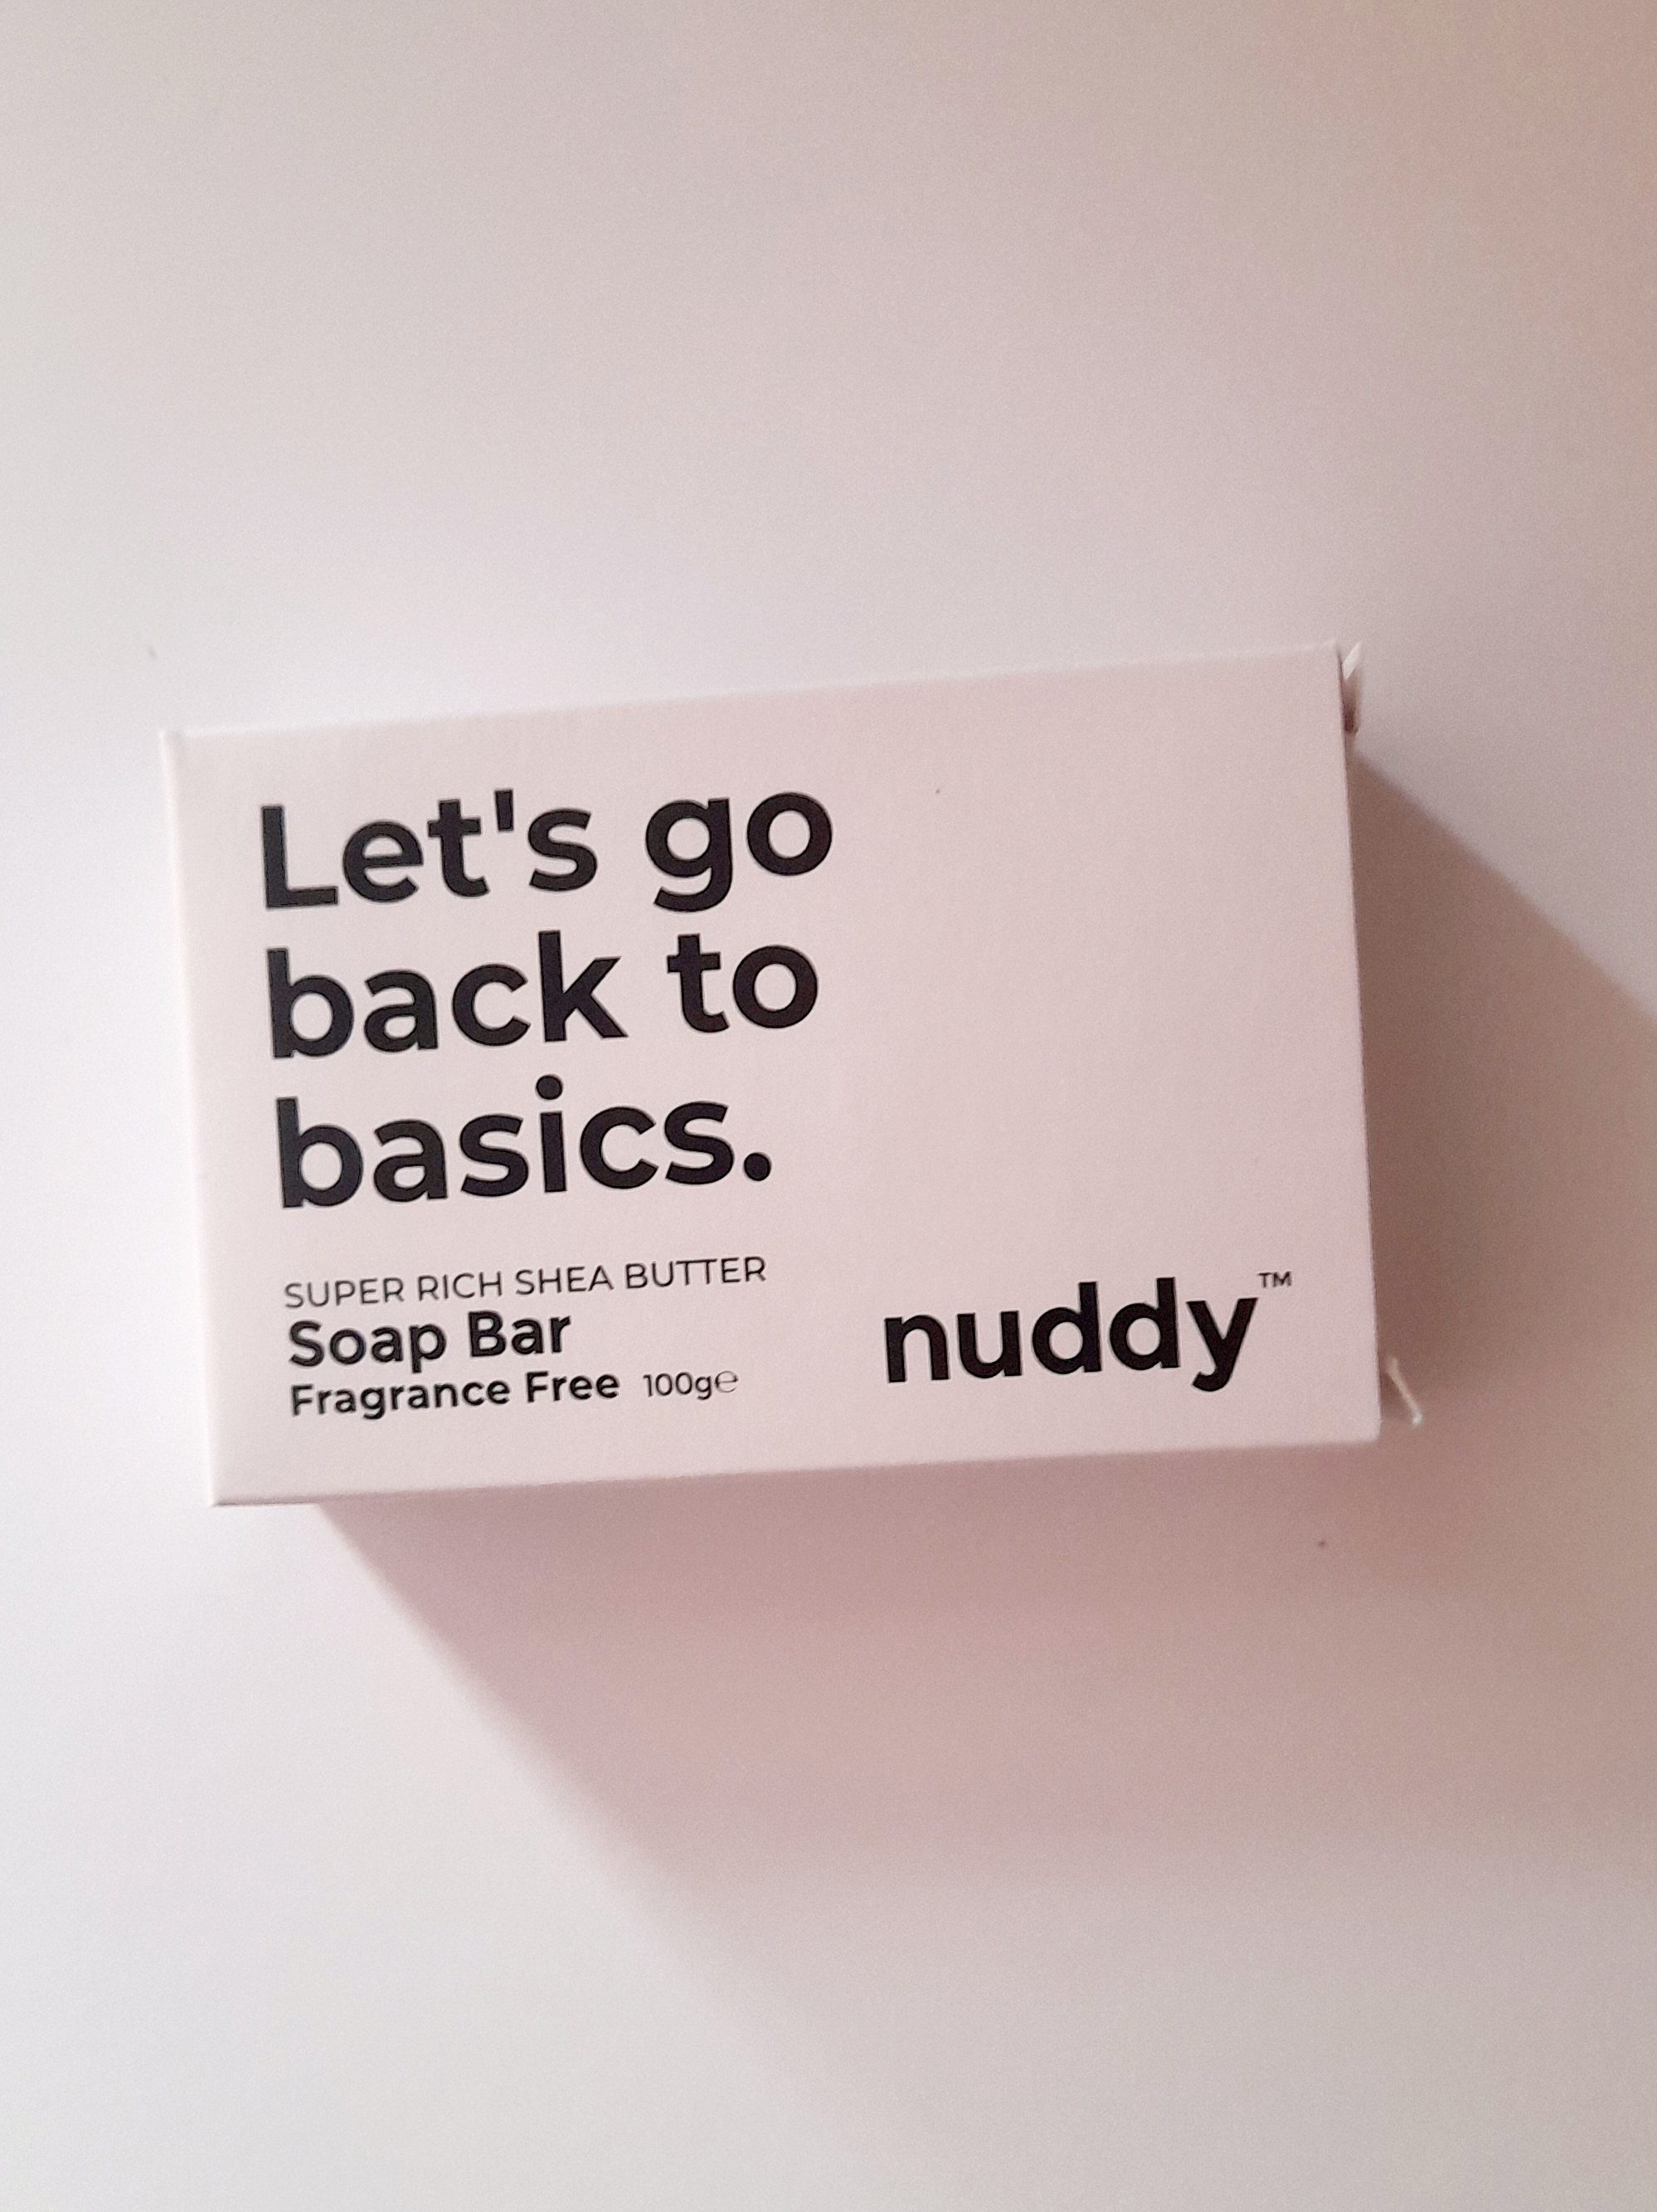 Let's go
back to
basics.
SUPER RICH SHEA BUTTER
Soap Bar
Fragrance Free 100g℮
nuddy™